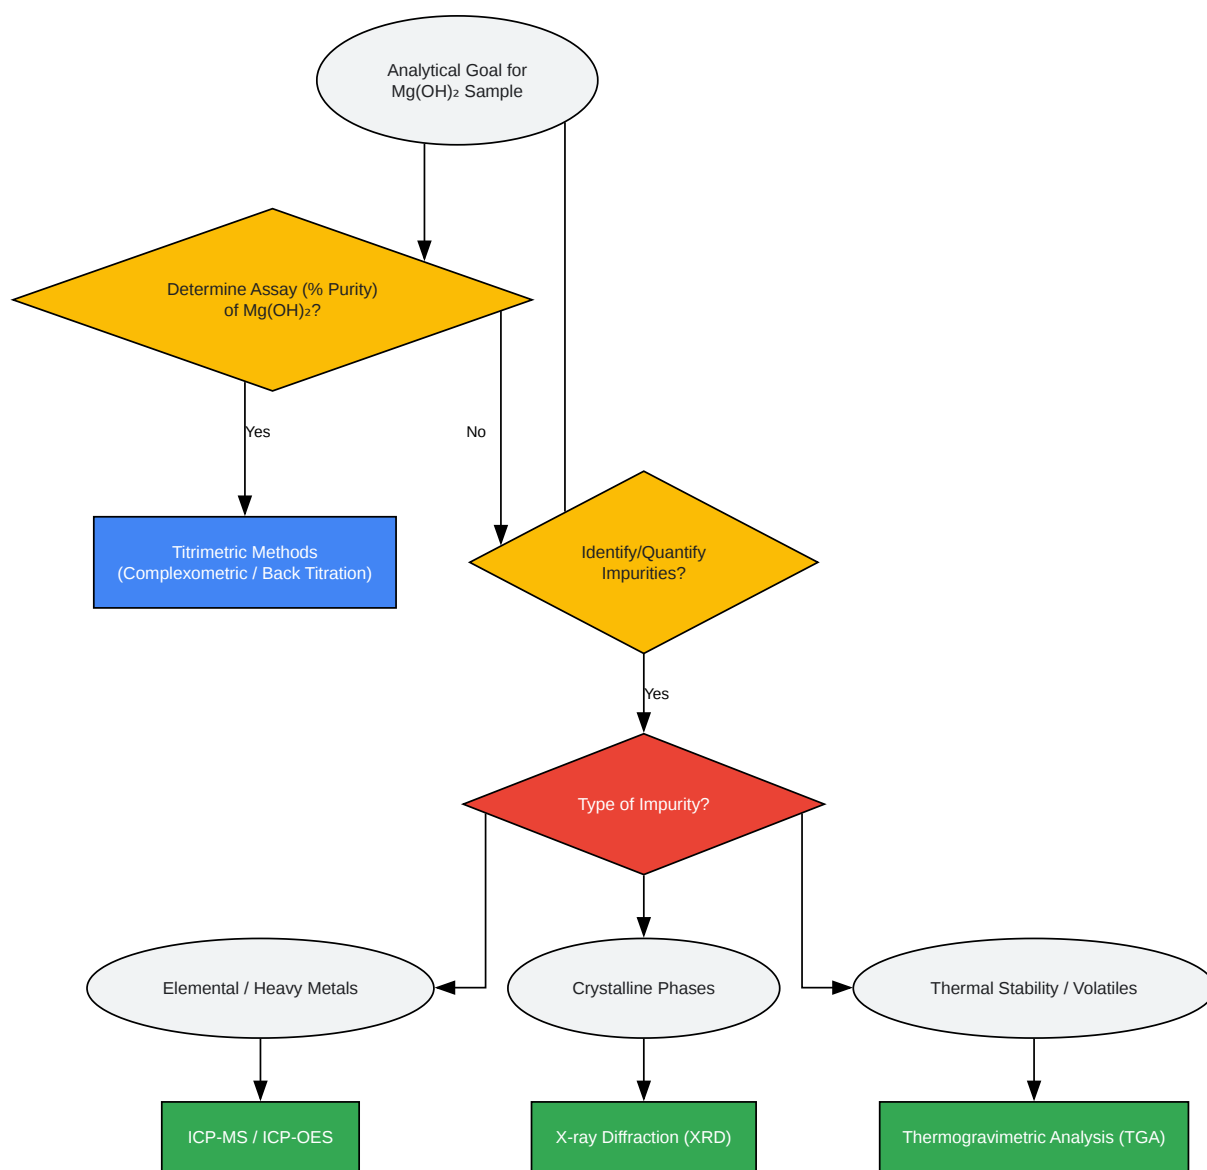 Analytical Goal for
Mg(OH)₂ Sample
Determine Assay (% Purity)
of Mg(OH)₂?
Yes
No
Titrimetric Methods
(Complexometric / Back Titration)
Identify/Quantify
Impurities?
Yes
Type of Impurity?
Elemental / Heavy Metals
Crystalline Phases
Thermal Stability / Volatiles
ICP-MS / ICP-OES
X-ray Diffraction (XRD)
Thermogravimetric Analysis (TGA)